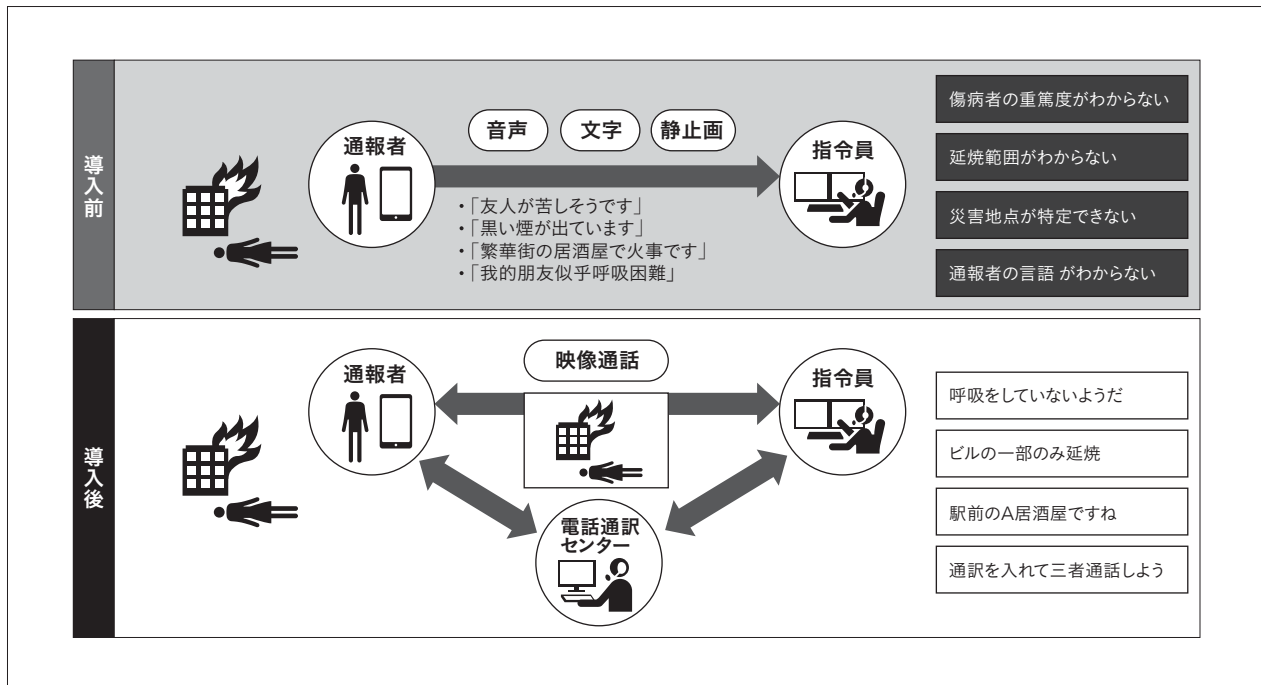 導入前
通報者
音声
文字
静止画
指令員
・「友人が苦しそうです」
・「黒い煙が出ています」
・「繁華街の居酒屋で火事です」
・「我的朋友似乎呼吸困難」
傷病者の重篤度がわからない
延焼範囲がわからない
災害地点が特定できない
通報者の言語 がわからない
導入後
通報者
映像通話
指令員
電話通訳
センター
呼吸をしていないようだ
ビルの一部のみ延焼
駅前のA居酒屋ですね
通訳を入れて三者通話しよう